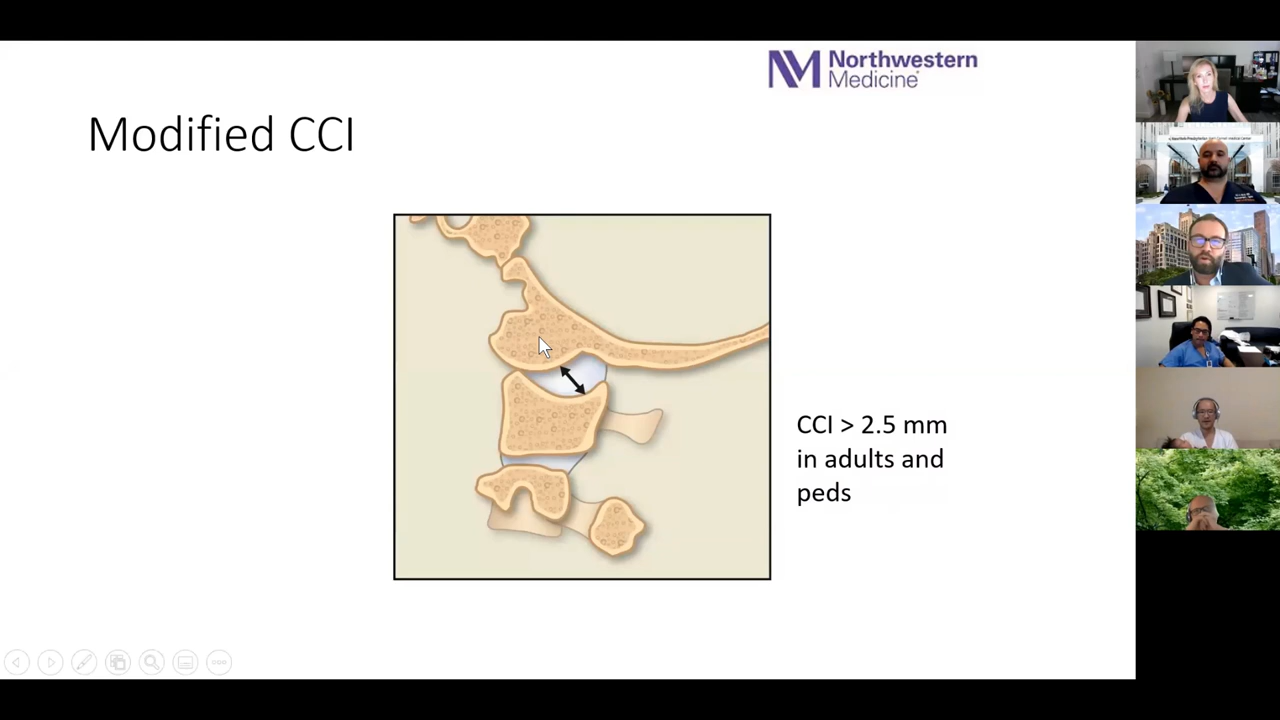 Northwestern
Medicine
Modified CCI
CCI > 2.5 mm
in adults and
peds